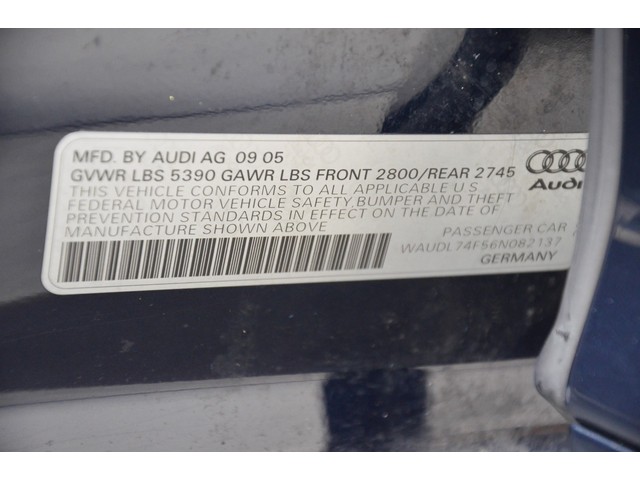 MFD. BY AUDI AG 09 05
GVWR LBS 5390 GAWR LBS FRONT 2800/REAR 2745
THIS VEHICLE CONFORMS TO ALL APPLICABLE U S
FEDERAL MOTOR VEHICLE SAFETY, BUMPER AND THEFT
PREVENTION STANDARDS IN EFFECT ON THE DATE OF
MANUFACTURE SHOWN ABOVE
Audi
PASSENGER CAR
WAUDL74F56N082137
GERMANY